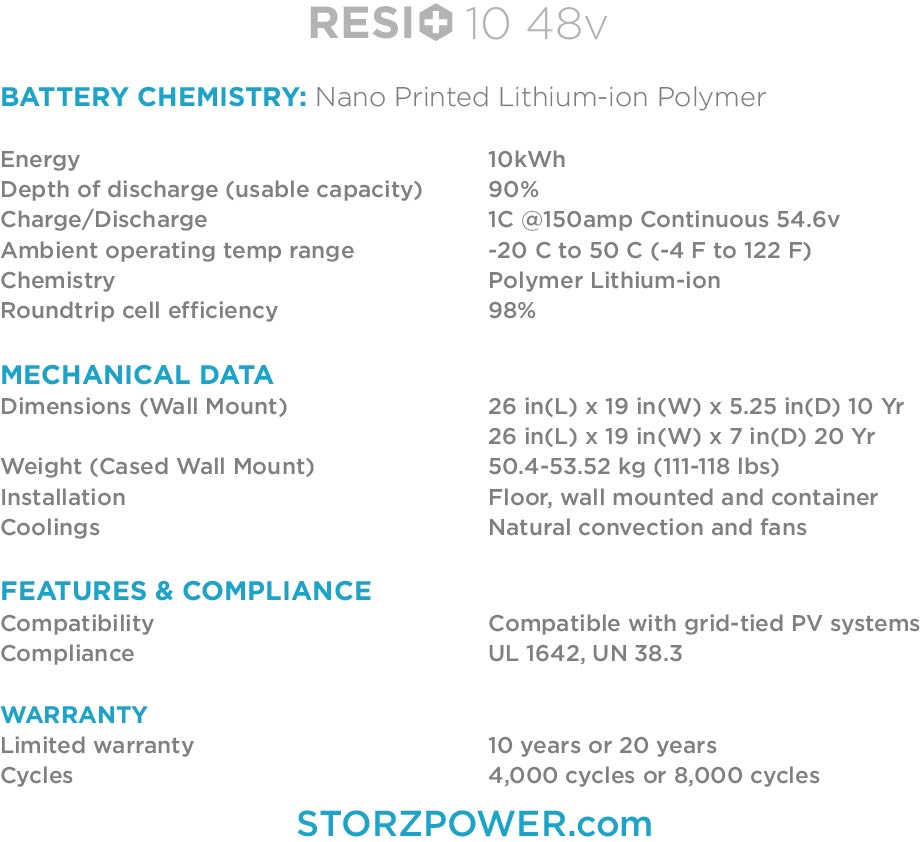 RESI+ 10 48v
BATTERY CHEMISTRY: Nano Printed Lithium-ion Polymer
Energy 10kWh
Depth of discharge (usable capacity) 90%
Charge/Discharge 1C @150amp Continuous 54.6v
Ambient operating temp range -20 C to 50 C (-4 F to 122 F)
Chemistry Polymer Lithium-ion
Roundtrip cell efficiency 98%
MECHANICAL DATA
Dimensions (Wall Mount) 26 in(L) x 19 in(W) x 5.25 in(D) 10 Yr
26 in(L) x 19 in(W) x 7 in(D) 20 Yr
Weight (Cased Wall Mount) 50.4-53.52 kg (111-118 lbs)
Installation Floor, wall mounted and container
Coolings Natural convection and fans
FEATURES & COMPLIANCE
Compatibility Compatible with grid-tied PV systems
Compliance UL 1642, UN 38.3
WARRANTY
Limited warranty 10 years or 20 years
Cycles 4,000 cycles or 8,000 cycles
STORZPOWER.com